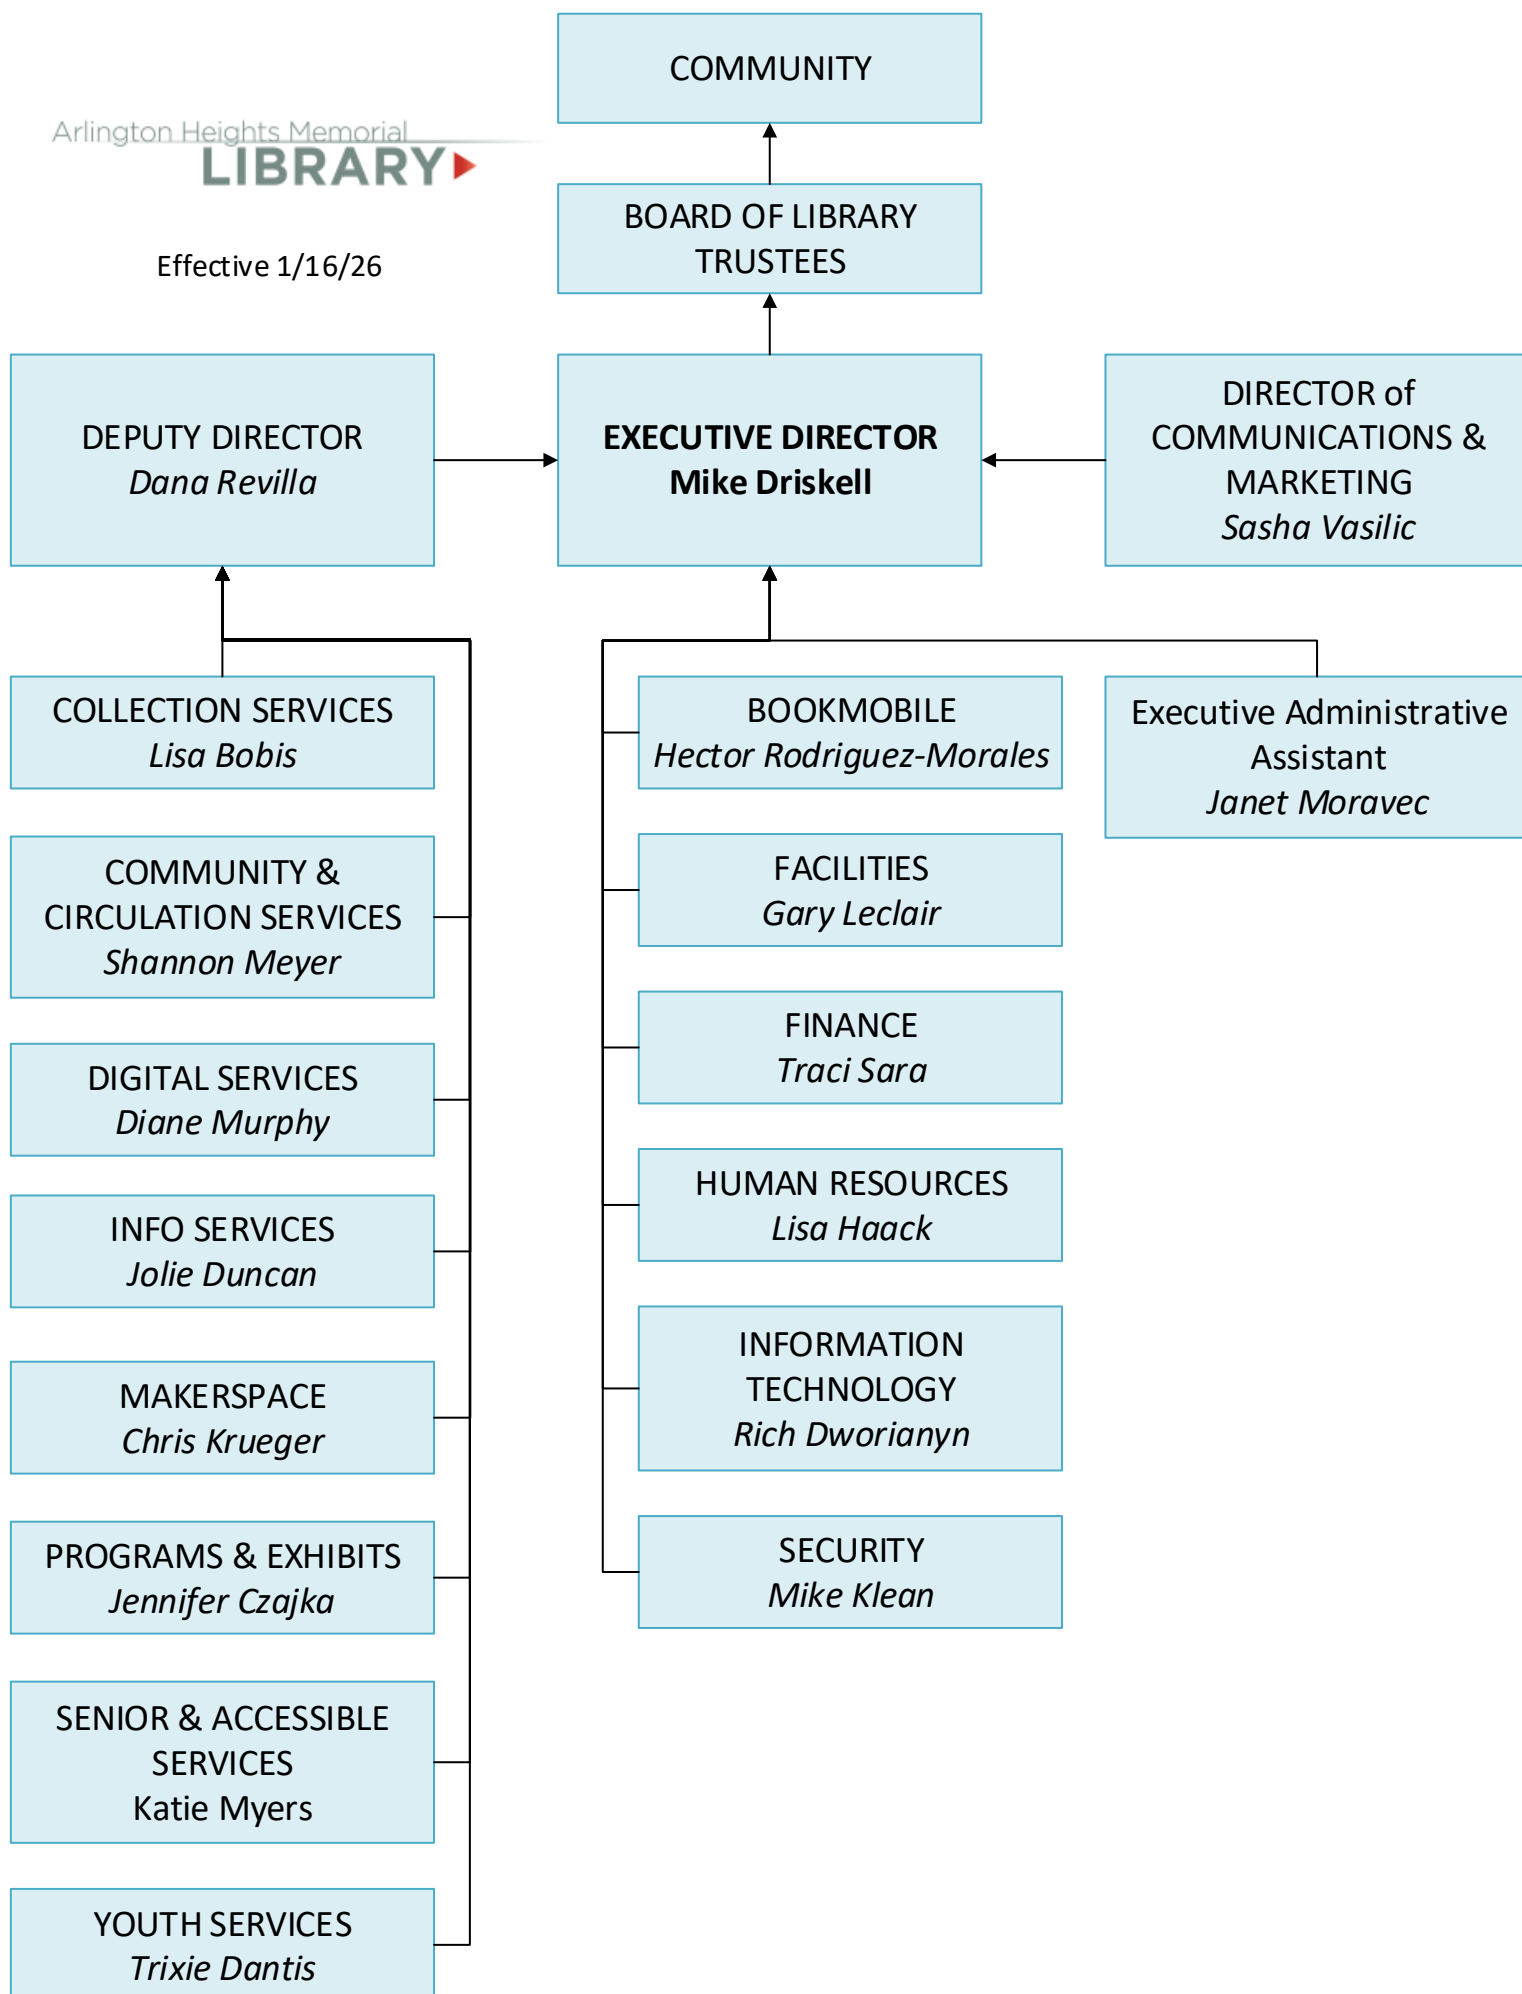 COMMUNITY
Arlington Heights Memorial
LIBRARY
Effective 1/16/26
BOARD OF LIBRARY
TRUSTEES
DEPUTY DIRECTOR
Dana Revilla
EXECUTIVE DIRECTOR
Mike Driskell
DIRECTOR of
COMMUNICATIONS &
MARKETING
Sasha Vasilic
COLLECTION SERVICES
Lisa Bobis
COMMUNITY &
CIRCULATION SERVICES
Shannon Meyer
DIGITAL SERVICES
Diane Murphy
INFO SERVICES
Jolie Duncan
MAKERSPACE
Chris Krueger
PROGRAMS & EXHIBITS
Jennifer Czajka
SENIOR & ACCESSIBLE
SERVICES
Katie Myers
YOUTH SERVICES
Trixie Dantis
BOOKMOBILE
Hector Rodriguez-Morales
FACILITIES
Gary Leclair
FINANCE
Traci Sara
HUMAN RESOURCES
Lisa Haack
INFORMATION
TECHNOLOGY
Rich Dworianyn
SECURITY
Mike Klean
Executive Administrative
Assistant
Janet Moravec